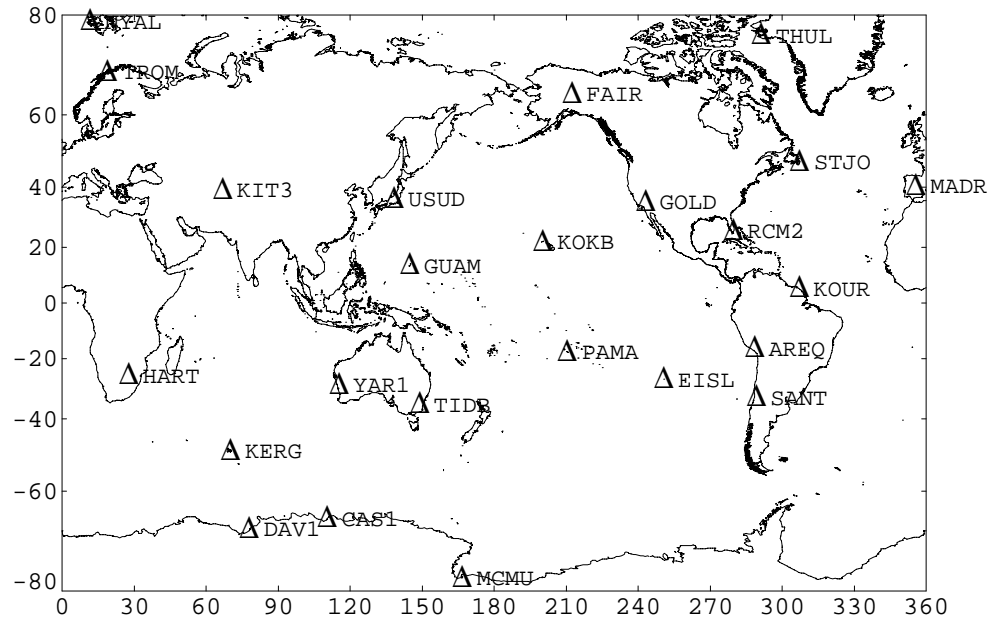 80
NYAL
THUL
TROM
FAIR
60
STJO
40
KIT3
USUD
GOLD
MADR
20
KOKB
RCM2
GUAM
KOUR
0
-20
PAMA
AREQ
HART
YAR1
EISL
TIDB
SANT
-40
KERG
-60
DAV1
CAS1
-80
MCMU
0 30 60 90 120 150 180 210 240 270 300 330 360